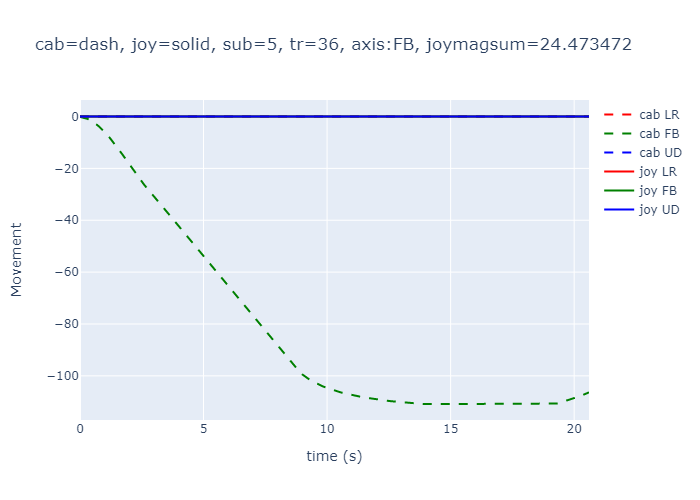 cab=dash, joy=solid, sub=5, tr=36, axis:FB, joymagsum=24.473472
Movement
0
−20
−40
−60
−80
−100
0
5
10
15
20
time (s)
cab LR
cab FB
cab UD
joy LR
joy FB
joy UD